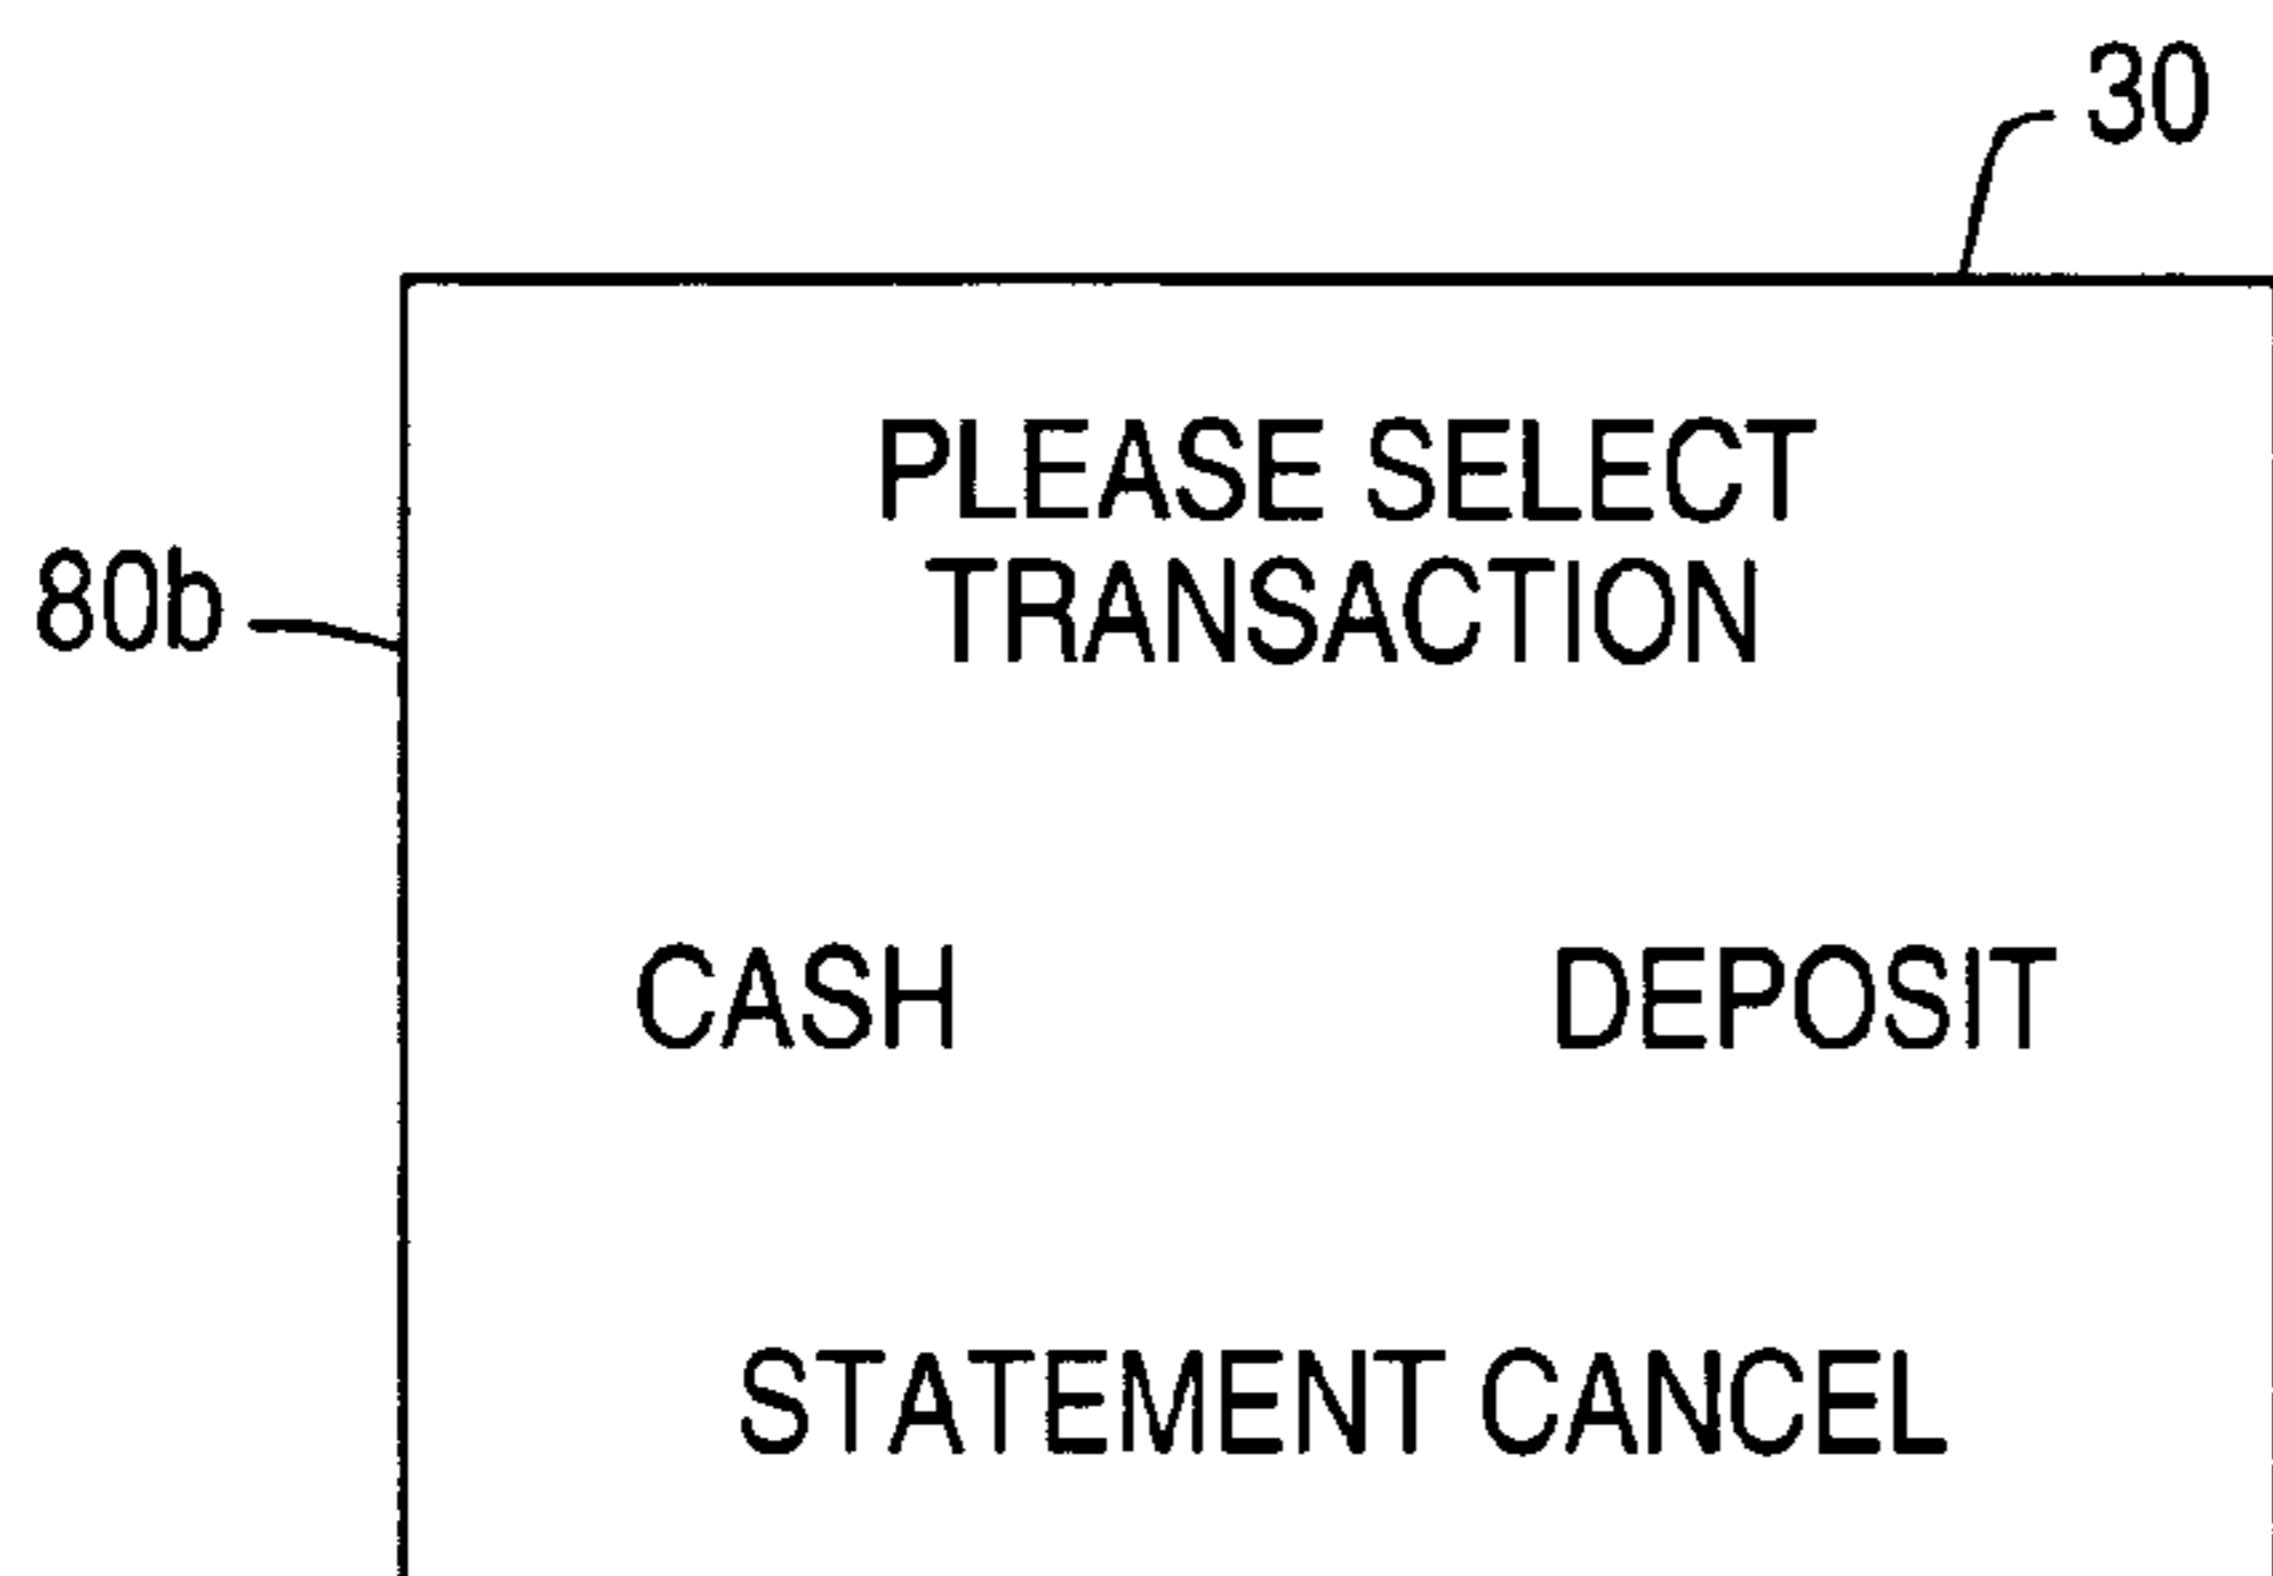 30
PLEASE SELECT
TRANSACTION
80b
CASH DEPOSIT
STATEMENT CANCEL